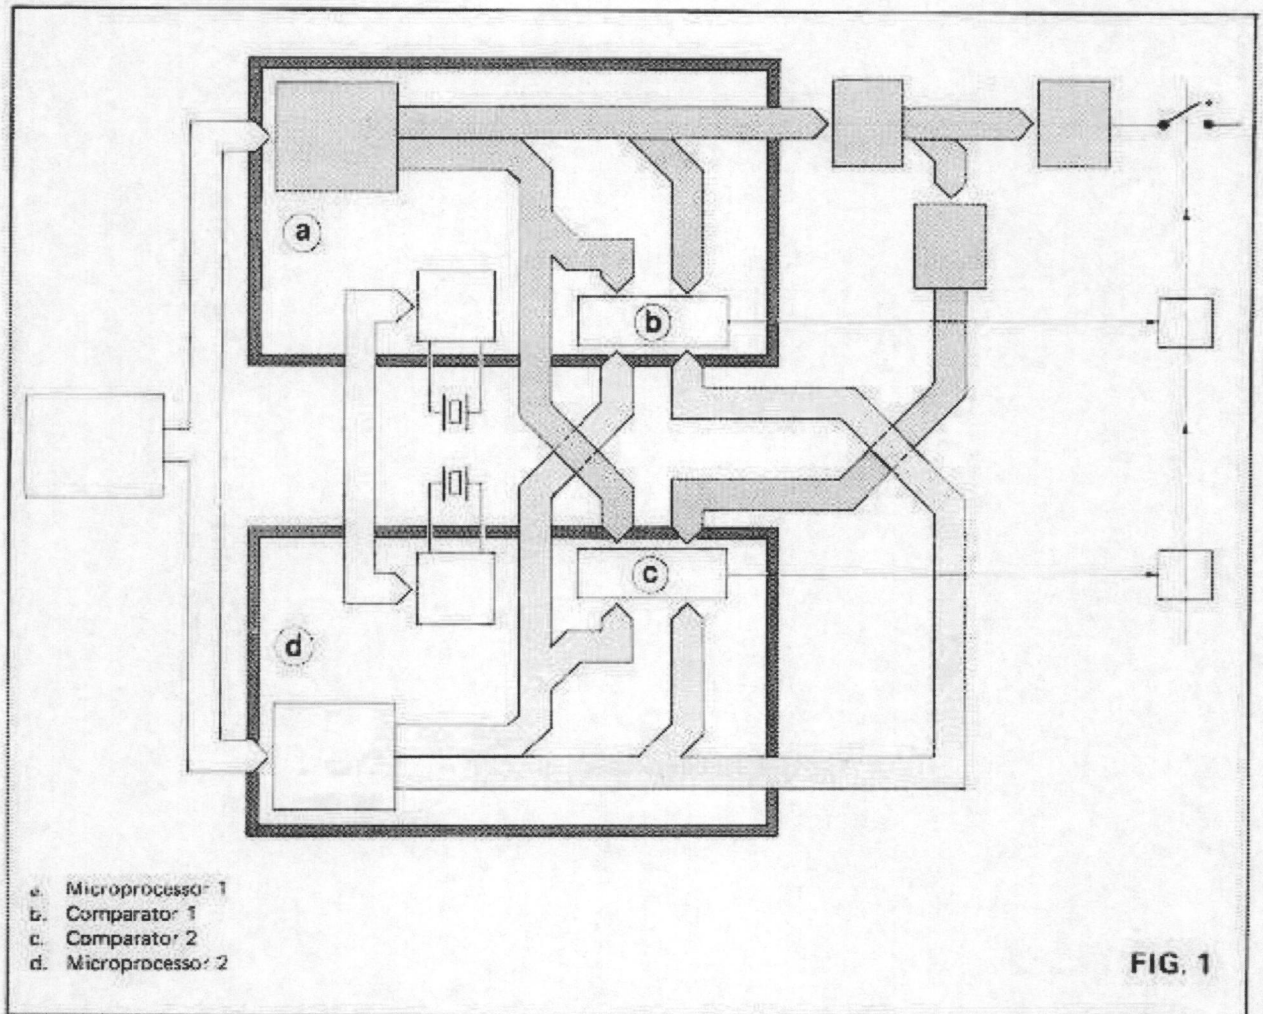 a
b
c
d
a. Microprocessor 1
b. Comparator 1
c. Comparator 2
d. Microprocessor 2
FIG. 1